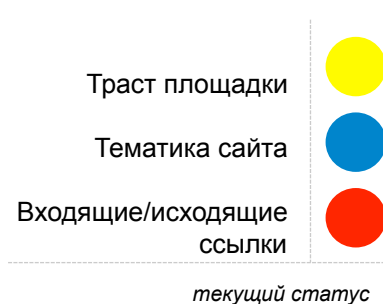 Траст площадки
Тематика сайта
Входящие/исходящие
ссылки
текущий статус